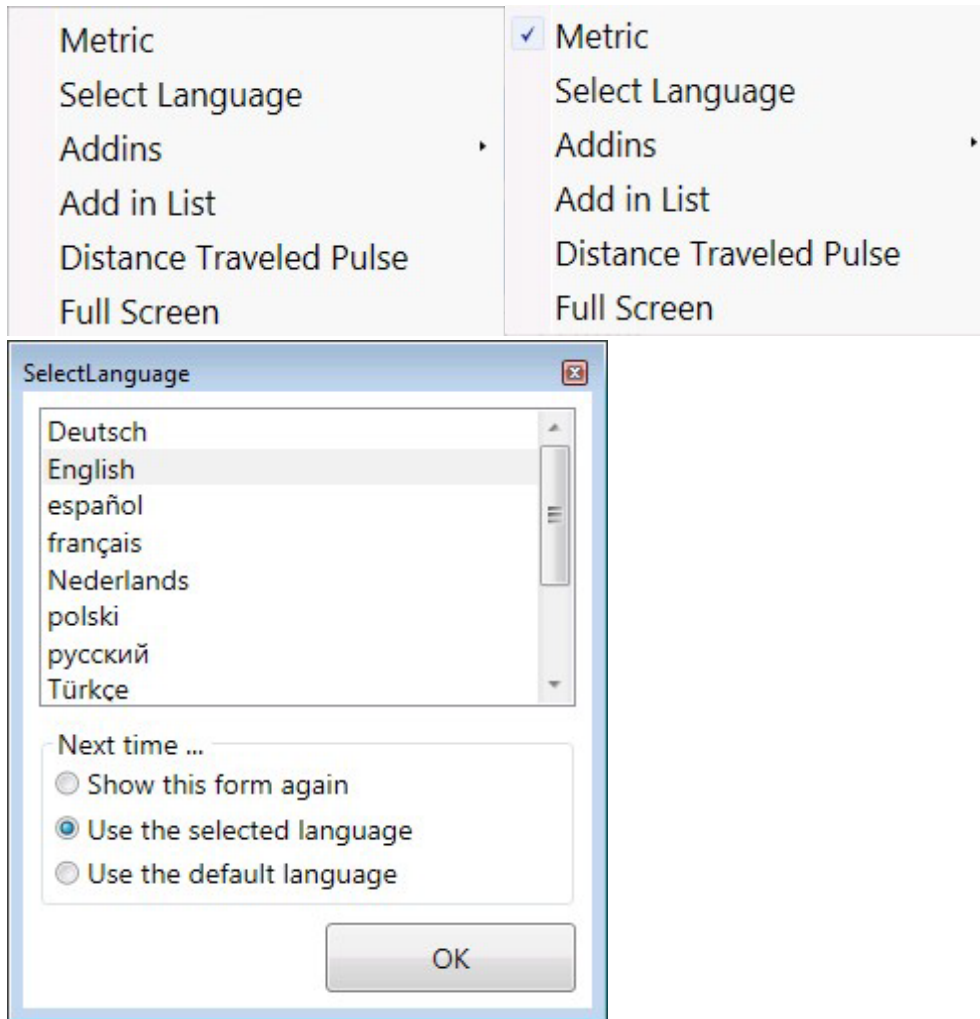 Metric
Select Language
Addins
Add in List
Distance Traveled Pulse
Full Screen
Metric
Select Language
Addins
Add in List
Distance Traveled Pulse
Full Screen
SelectLanguage
Deutsch
English
español
français
Nederlands
polski
русский
Türkçe
Next time ...
Show this form again
Use the selected language
Use the default language
OK